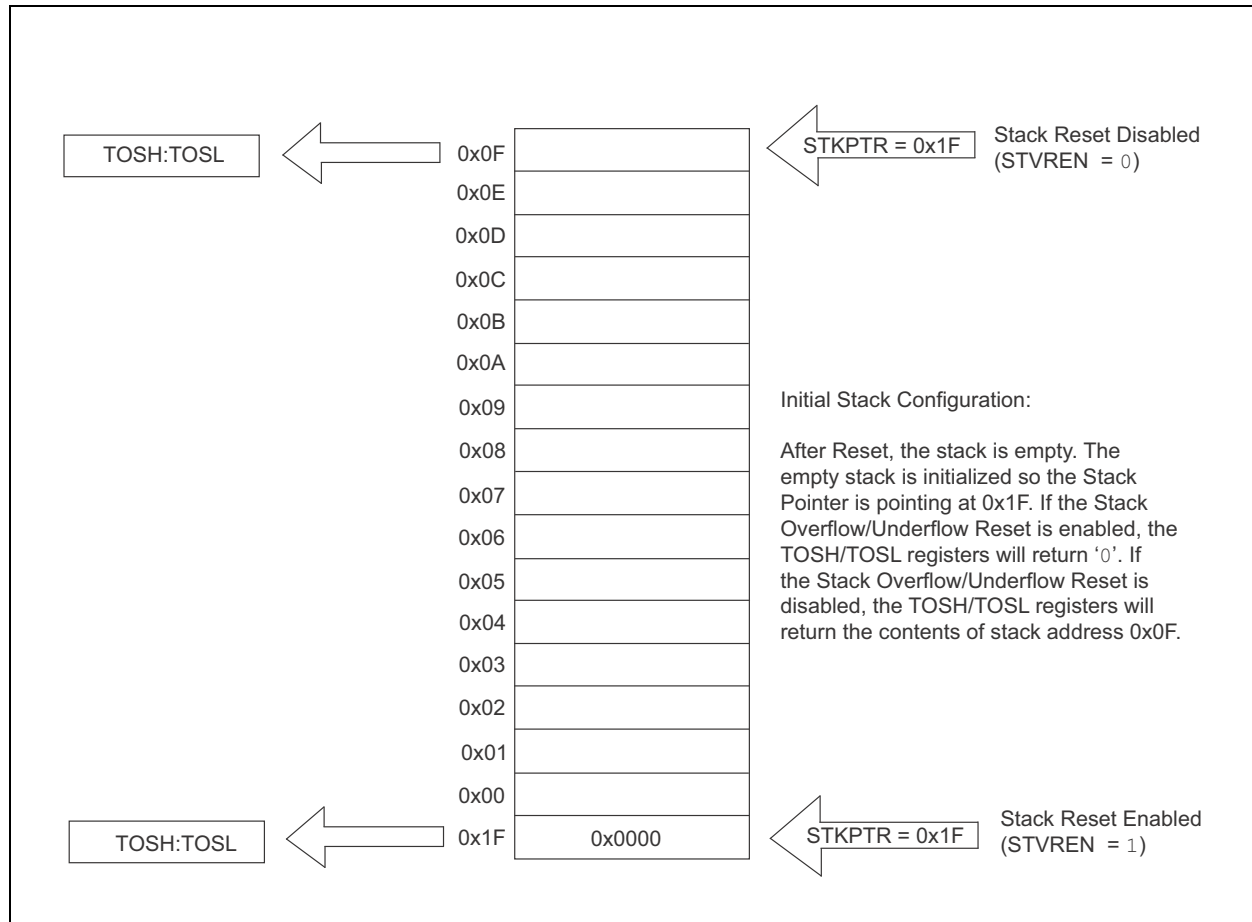 TOSH:TOSL
0x0F
STKPTR = 0x1F
Stack Reset Disabled
(STVREN = 0)
0x0E
0x0D
0x0C
0x0B
0x0A
0x09
0x08
0x07
0x06
0x05
0x04
0x03
0x02
0x01
0x00
Initial Stack Configuration:
After Reset, the stack is empty. The
empty stack is initialized so the Stack
Pointer is pointing at 0x1F. If the Stack
Overflow/Underflow Reset is enabled, the
TOSH/TOSL registers will return ‘0’. If
the Stack Overflow/Underflow Reset is
disabled, the TOSH/TOSL registers will
return the contents of stack address 0x0F.
TOSH:TOSL
0x1F
0x0000
STKPTR = 0x1F
Stack Reset Enabled
(STVREN = 1)